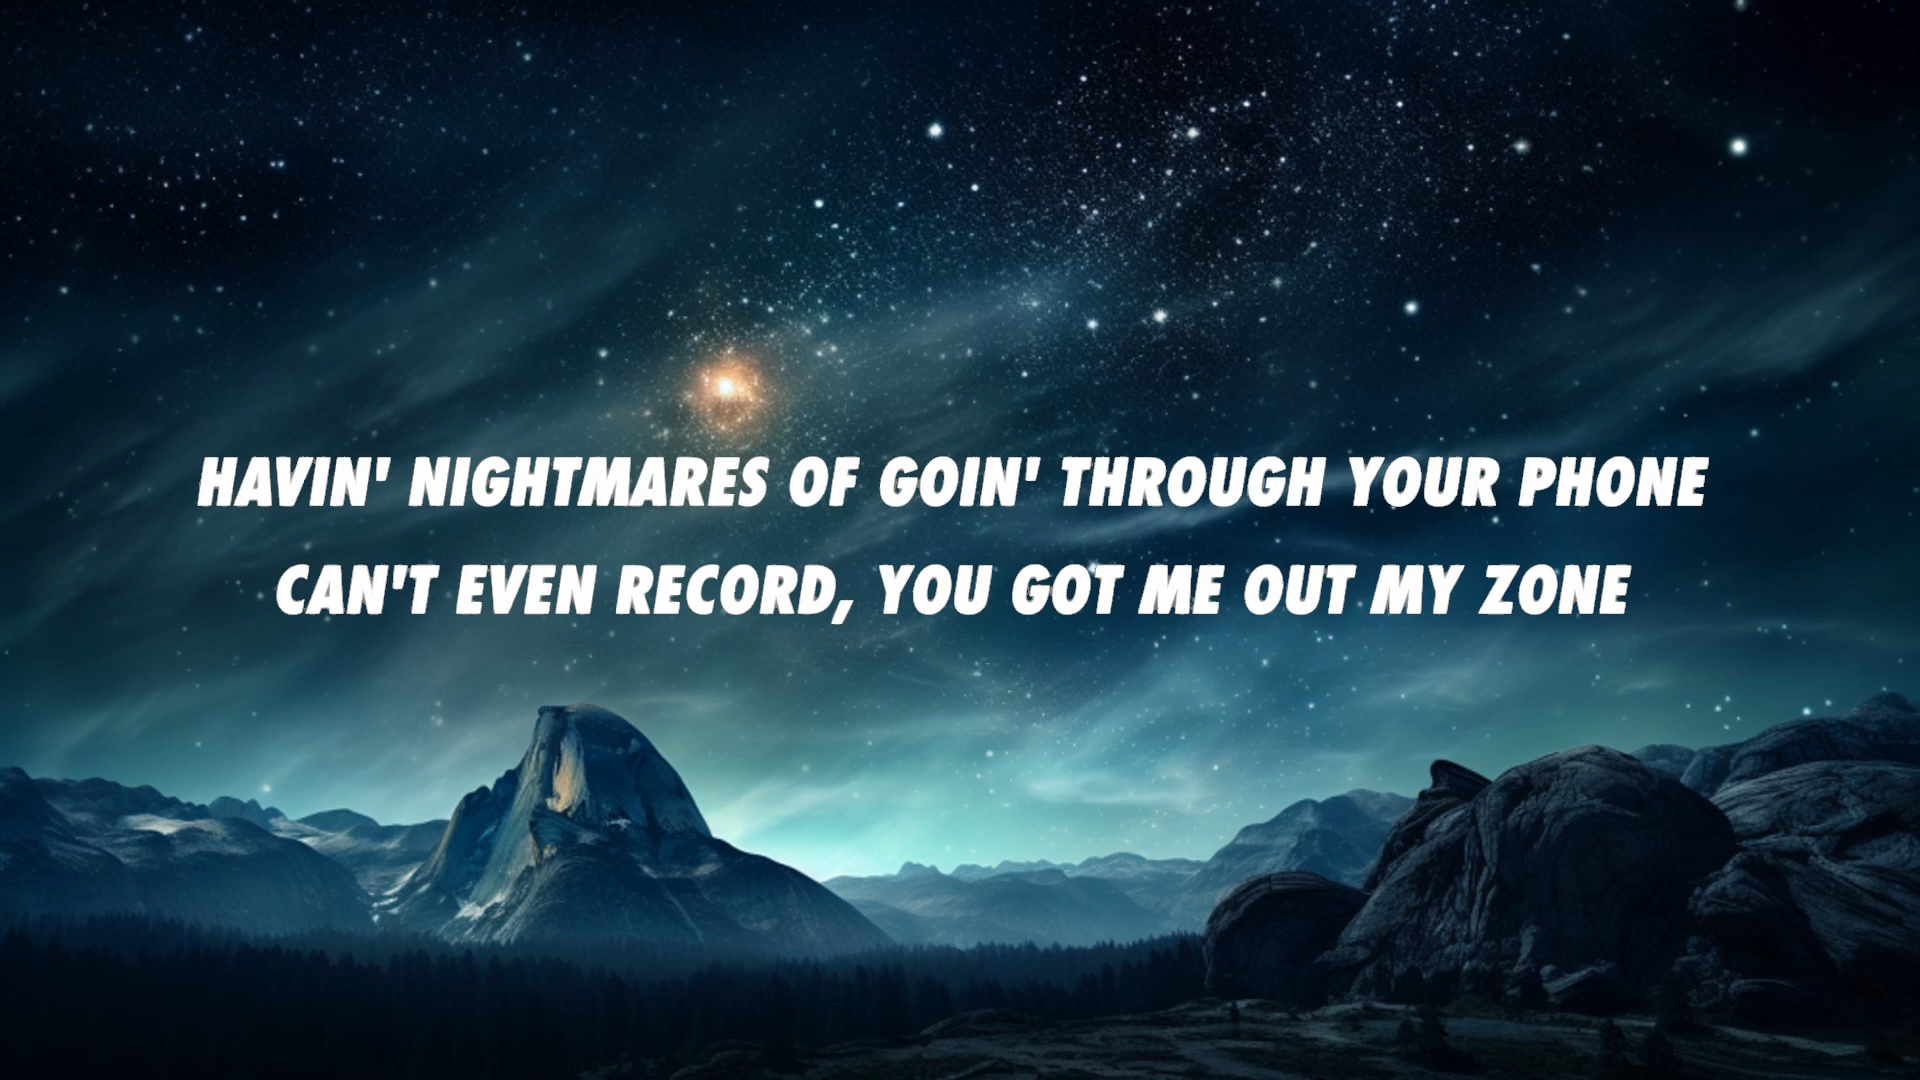 HAVIN' NIGHTMARES OF GOIN' THROUGH YOUR PHONE
CAN'T EVEN RECORD, YOU GOT ME OUT MY ZONE